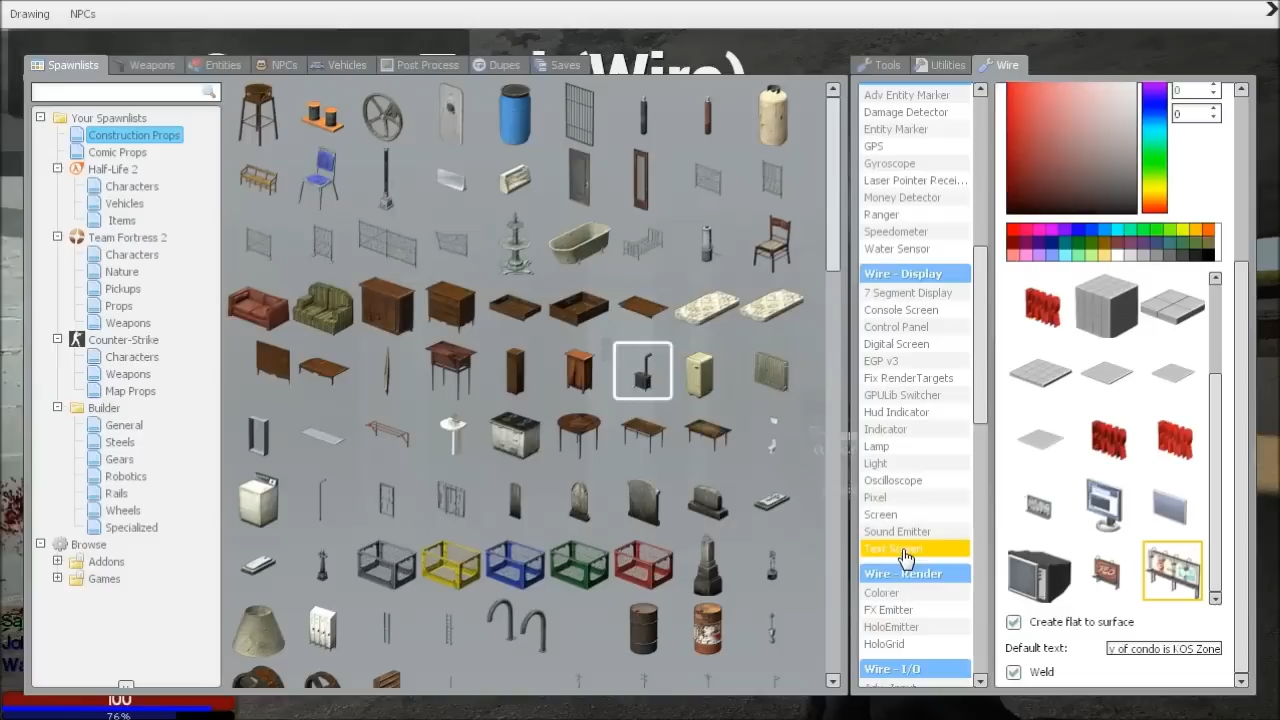 Drawing NPCs
(Wire)
Spawnlists Weapons Entities NPCs Vehicles Post Process Dupes Saves
Tools Utilities Wire
Your Spawnlists
Construction Props
Comic Props
Half-Life 2
Characters
Vehicles
Items
Team Fortress 2
Characters
Nature
Pickups
Props
Weapons
Counter-Strike
Characters
Weapons
Map Props
Builder
General
Steels
Gears
Robotics
Rails
Wheels
Specialized
Browse
Addons
Games
Adv Entity Marker
Damage Detector
Entity Marker
GPS
Gyroscope
Laser Pointer Recei...
Money Detector
Ranger
Speedometer
Water Sensor
Wire - Display
7 Segment Display
Console Screen
Control Panel
Digital Screen
EGP v3
Fix RenderTargets
GPULib Switcher
Hud Indicator
Indicator
Lamp
Light
Oscilloscope
Pixel
Screen
Sound Emitter
Text Screen
Wire - Render
Colorer
FX Emitter
HoloEmitter
HoloGrid
Wire - I/O
0
0
Create flat to surface
Default text: y of condo is KOS Zone
Weld
100
76%